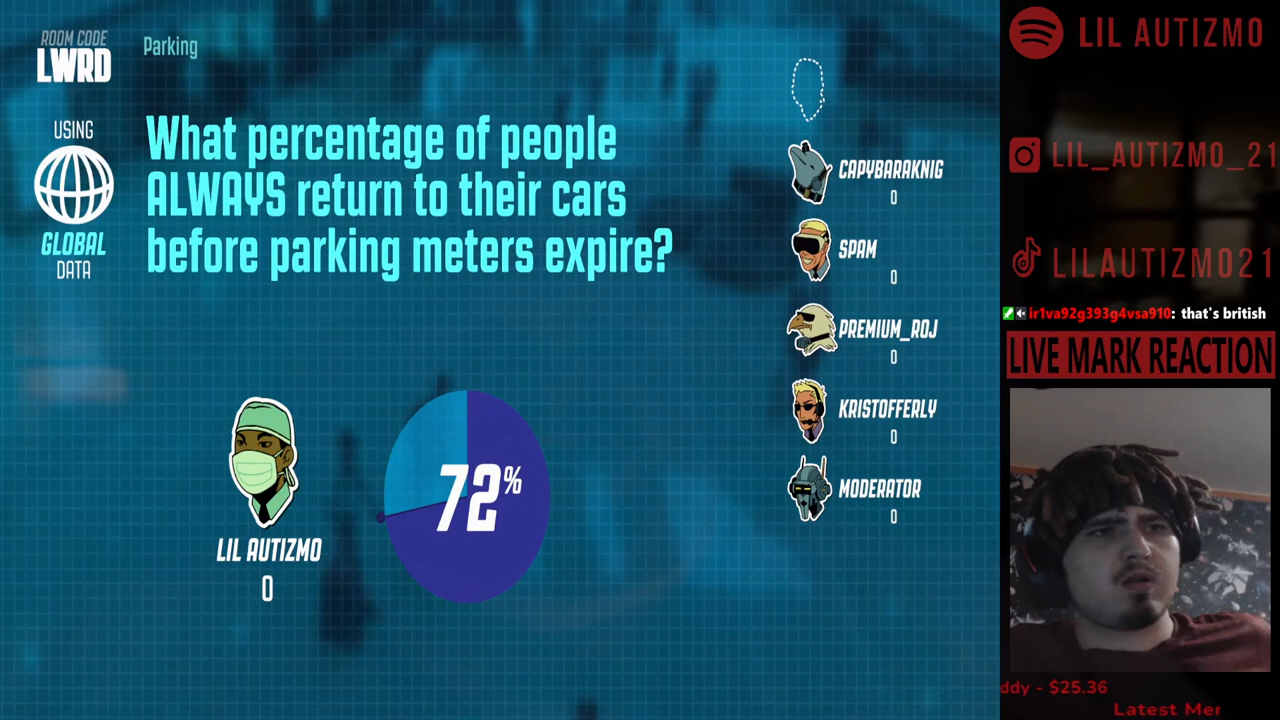 ROOM CODE
LWRD
Parking
USING
GLOBAL
DATA
What percentage of people
ALWAYS return to their cars
before parking meters expire?
LIL AUTIZMO
0
72%
CAPYBARAKNIG
0
SPAM
0
PREMIUM_ROJ
0
KRISTOFFERLY
0
MODERATOR
0
LIL AUTIZMO
LIL_AUTIZMO_21
LILAUTIZMO21
ir1va92g393g4vsa910: that's british
LIVE MARK REACTION
ddy - $25.36
Latest Mer